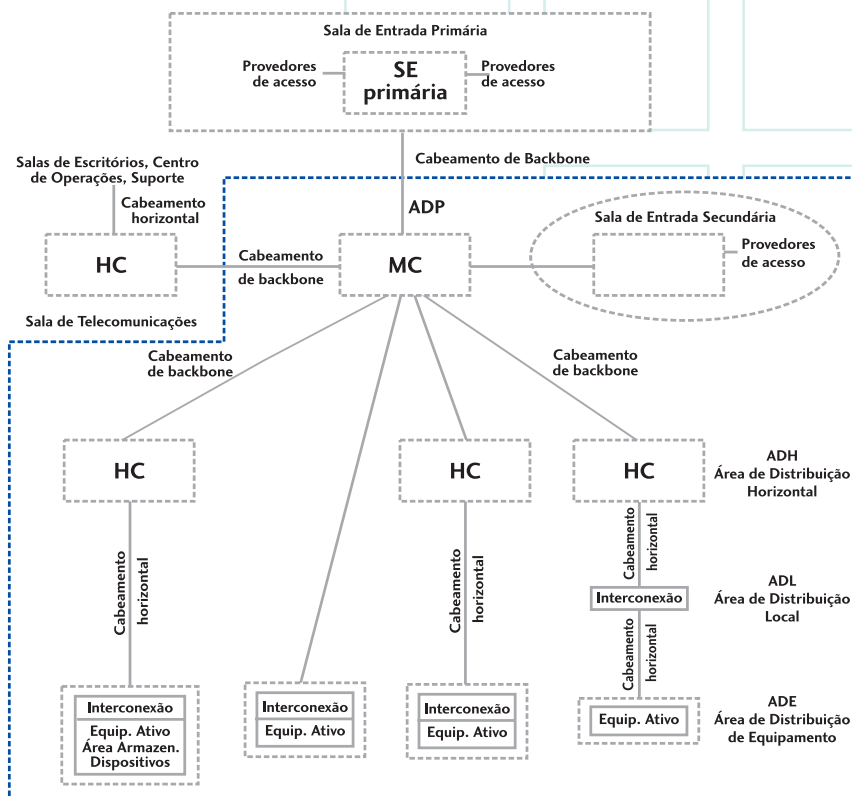 Sala de Entrada Primária
Provedores
de acesso
SE
primária
Provedores
de acesso
Cabeamento de Backbone
Salas de Escritórios, Centro
de Operações, Suporte
Cabeamento
horizontal
ADP
Sala de Entrada Secundária
HC
Cabeamento
de backbone
MC
Provedores
de acesso
Sala de Telecomunicações
Cabeamento
de backbone
Cabeamento
de backbone
HC
HC
HC
ADH
Área de Distribuição
Horizontal
Cabeamento
horizontal
Cabeamento
horizontal
Cabeamento
horizontal
Interconexão
ADL
Área de Distribuição
Local
Cabeamento
horizontal
Interconexão
Equip. Ativo
Área Armazen.
Dispositivos
Interconexão
Equip. Ativo
Interconexão
Equip. Ativo
Equip. Ativo
ADE
Área de Distribuição
de Equipamento